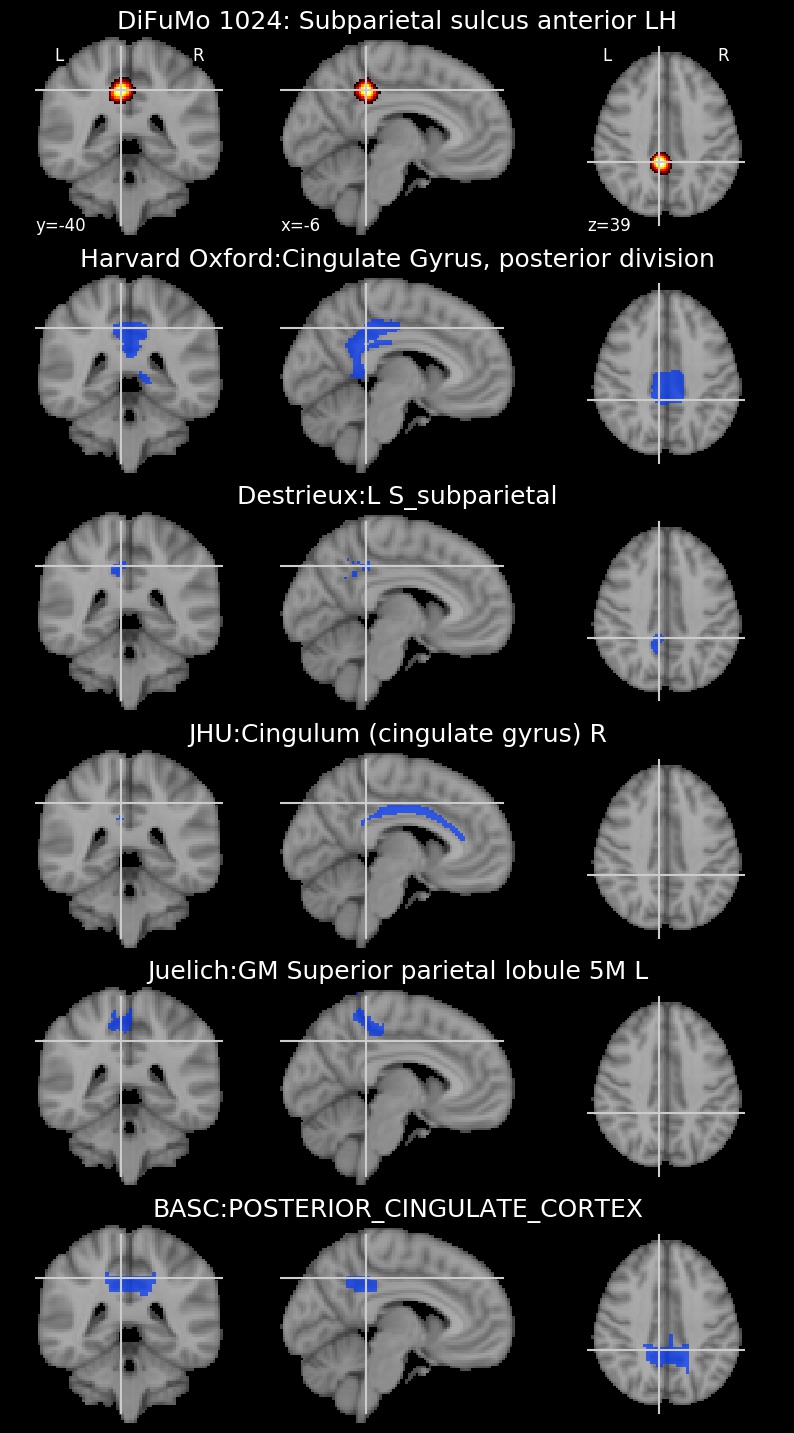 DiFuMo 1024: Subparietal sulcus anterior LH
L R L R
y=-40 x=-6 z=39
Harvard Oxford:Cingulate Gyrus, posterior division
Destrieux:L S_subparietal
JHU:Cingulum (cingulate gyrus) R
Juelich:GM Superior parietal lobule 5M L
BASC:POSTERIOR_CINGULATE_CORTEX